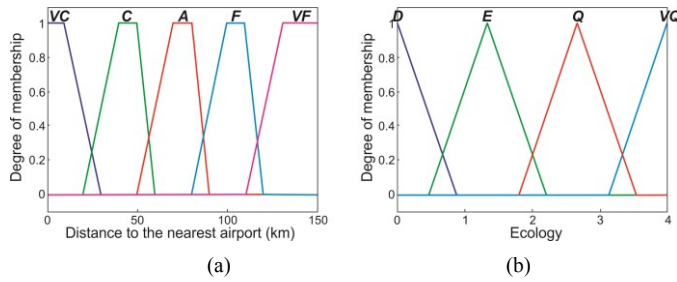 VC C A F VF
Degree of membership
1
0.8
0.6
0.4
0.2
0
0 50 100 150
Distance to the nearest airport (km)
(a)
D E Q VQ
Degree of membership
1
0.8
0.6
0.4
0.2
0
0 1 2 3 4
Ecology
(b)